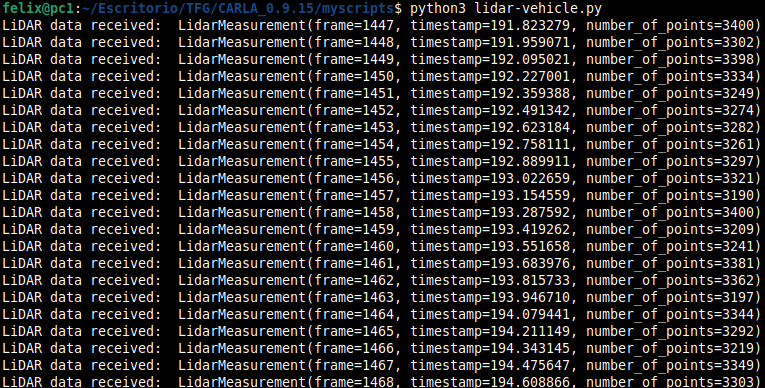 felix@pc1:~/Escritorio/TFG/CARLA_0.9.15/myscripts$ python3 lidar-vehicle.py
LiDAR data received:  LidarMeasurement(frame=1447, timestamp=191.823279, number_of_points=3400)
LiDAR data received:  LidarMeasurement(frame=1448, timestamp=191.959071, number_of_points=3302)
LiDAR data received:  LidarMeasurement(frame=1449, timestamp=192.095021, number_of_points=3398)
LiDAR data received:  LidarMeasurement(frame=1450, timestamp=192.227001, number_of_points=3334)
LiDAR data received:  LidarMeasurement(frame=1451, timestamp=192.359388, number_of_points=3249)
LiDAR data received:  LidarMeasurement(frame=1452, timestamp=192.491342, number_of_points=3274)
LiDAR data received:  LidarMeasurement(frame=1453, timestamp=192.623184, number_of_points=3282)
LiDAR data received:  LidarMeasurement(frame=1454, timestamp=192.758111, number_of_points=3261)
LiDAR data received:  LidarMeasurement(frame=1455, timestamp=192.889911, number_of_points=3297)
LiDAR data received:  LidarMeasurement(frame=1456, timestamp=193.022659, number_of_points=3321)
LiDAR data received:  LidarMeasurement(frame=1457, timestamp=193.154559, number_of_points=3190)
LiDAR data received:  LidarMeasurement(frame=1458, timestamp=193.287592, number_of_points=3400)
LiDAR data received:  LidarMeasurement(frame=1459, timestamp=193.419262, number_of_points=3209)
LiDAR data received:  LidarMeasurement(frame=1460, timestamp=193.551658, number_of_points=3241)
LiDAR data received:  LidarMeasurement(frame=1461, timestamp=193.683976, number_of_points=3381)
LiDAR data received:  LidarMeasurement(frame=1462, timestamp=193.815733, number_of_points=3362)
LiDAR data received:  LidarMeasurement(frame=1463, timestamp=193.946710, number_of_points=3197)
LiDAR data received:  LidarMeasurement(frame=1464, timestamp=194.079441, number_of_points=3344)
LiDAR data received:  LidarMeasurement(frame=1465, timestamp=194.211149, number_of_points=3292)
LiDAR data received:  LidarMeasurement(frame=1466, timestamp=194.343145, number_of_points=3219)
LiDAR data received:  LidarMeasurement(frame=1467, timestamp=194.475647, number_of_points=3349)
LiDAR data received:  LidarMeasurement(frame=1468, timestamp=194.608866, number_of_points=3303)